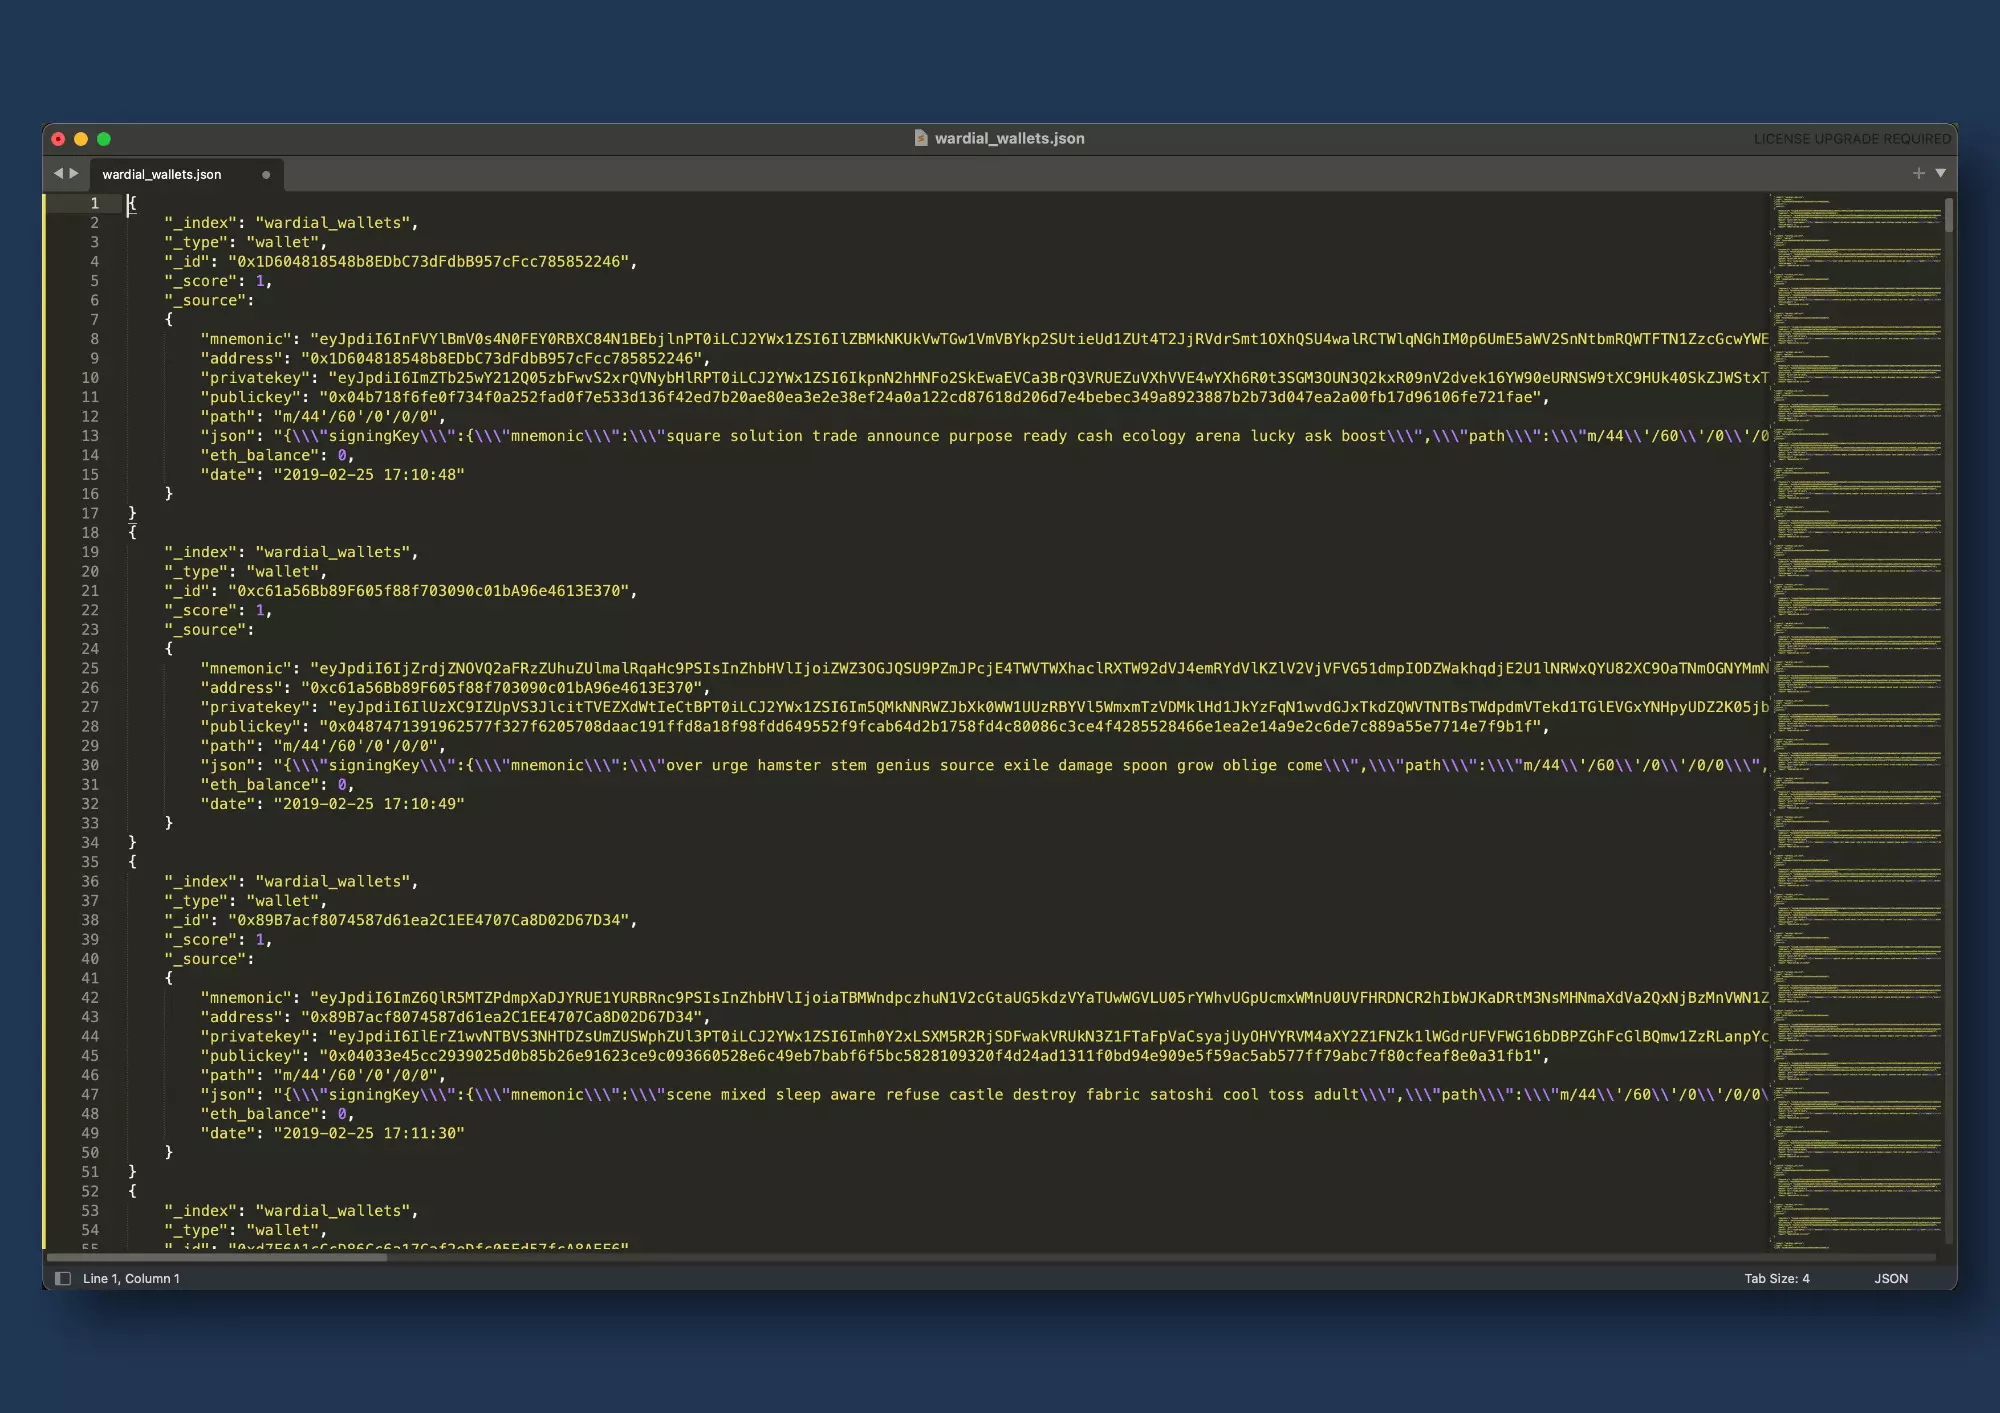 wardial_wallets.json
LICENSE UPGRADE REQUIRED
wardial_wallets.json
1 {
2 "_index": "wardial_wallets",
3 "_type": "wallet",
4 "_id": "0x1D604818548b8EDbC73dFdbB957cFcc785852246",
5 "_score": 1,
6 "_source":
7 {
8 "mnemonic":
9 "address": "0x1D604818548b8EDbC73dFdbB957cFcc785852246",
10 "privatekey":
11 "publickey": "0x04b718f6fe0f734f0a252fad0f7e533d136f42ed7b20ae80ea3e2e38ef24a0a122cd87618d206d7e4bebec349a8923887b2b73d047ea2a00fb17d96106fe721fae",
12 "path": "m/44'/60'/0'/0/0",
13 "json": "{\\\"signingKey\\\":{\\\"mnemonic\\\":\\\"square solution trade announce purpose ready cash ecology arena lucky ask boost\\\",\\\"path\\\":\\\"m/44\\'/60\\'/0\\'/0
14 "eth_balance": 0,
15 "date": "2019-02-25 17:10:48"
16 }
17 }
18 {
19 "_index": "wardial_wallets",
20 "_type": "wallet",
21 "_id": "0xc61a56Bb89F605f88f703090c01bA96e4613E370",
22 "_score": 1,
23 "_source":
24 {
25 "mnemonic":
26 "address": "0xc61a56Bb89F605f88f703090c01bA96e4613E370",
27 "privatekey":
28 "publickey": "0x0487471391962577f327f6205708daac191ffd8a18f98fdd649552f9fcab64d2b1758fd4c80086c3ce4f4285528466e1ea2e14a9e2c6de7c889a55e7714e7f9b1f",
29 "path": "m/44'/60'/0'/0/0",
30 "json": "{\\\"signingKey\\\":{\\\"mnemonic\\\":\\\"over urge hamster stem genius source exile damage spoon grow oblige come\\\",\\\"path\\\":\\\"m/44\\'/60\\'/0\\'/0/0\\\",
31 "eth_balance": 0,
32 "date": "2019-02-25 17:10:49"
33 }
34 }
35 {
36 "_index": "wardial_wallets",
37 "_type": "wallet",
38 "_id": "0x89B7acf8074587d61ea2C1EE4707Ca8D02D67D34",
39 "_score": 1,
40 "_source":
41 {
42 "mnemonic":
43 "address": "0x89B7acf8074587d61ea2C1EE4707Ca8D02D67D34",
44 "privatekey":
45 "publickey": "0x04033e45cc2939025d0b85b26e91623ce9c093660528e6c49eb7babf6f5bc5828109320f4d24ad1311f0bd94e909e5f59ac5ab577ff79abc7f80cfeaf8e0a31fb1",
46 "path": "m/44'/60'/0'/0/0",
47 "json": "{\\\"signingKey\\\":{\\\"mnemonic\\\":\\\"scene mixed sleep aware refuse castle destroy fabric satoshi cool toss adult\\\",\\\"path\\\":\\\"m/44\\'/60\\'/0\\'/0/0\
48 "eth_balance": 0,
49 "date": "2019-02-25 17:11:30"
50 }
51 }
52 {
53 "_index": "wardial_wallets",
54 "_type": "wallet",
55 "_id":
Line 1, Column 1
Tab Size: 4
JSON